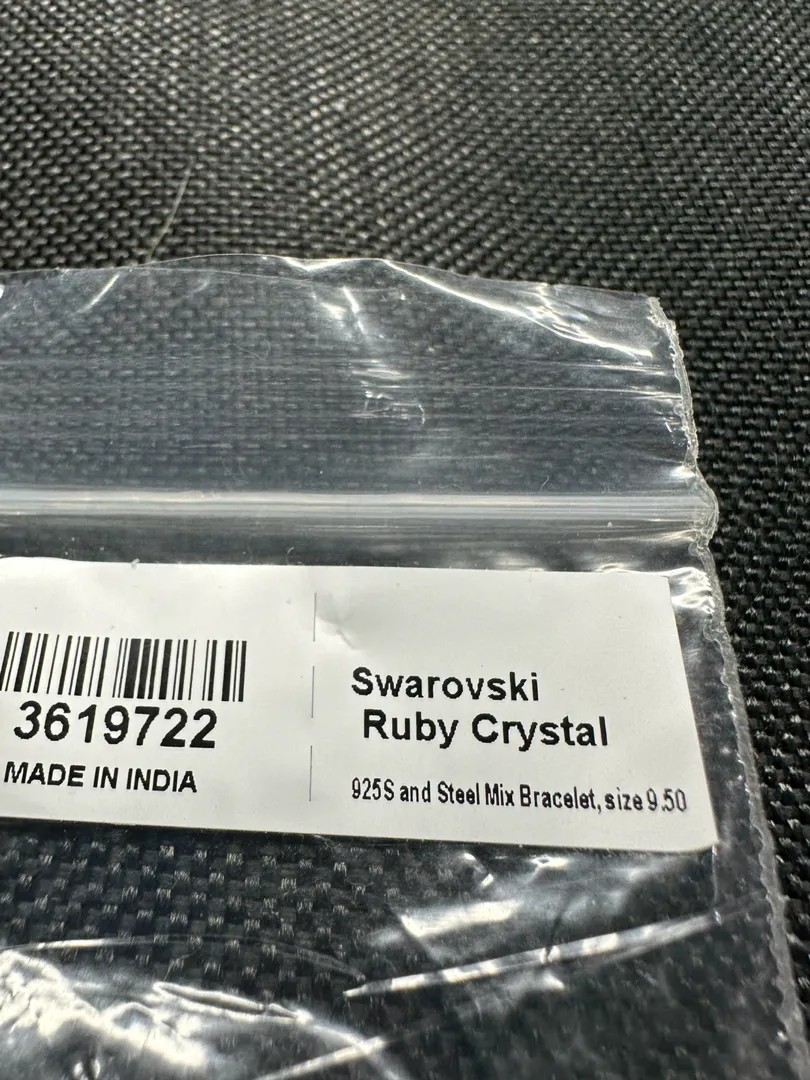 3619722
MADE IN INDIA
Swarovski
Ruby Crystal
925S and Steel Mix Bracelet, size 9.50